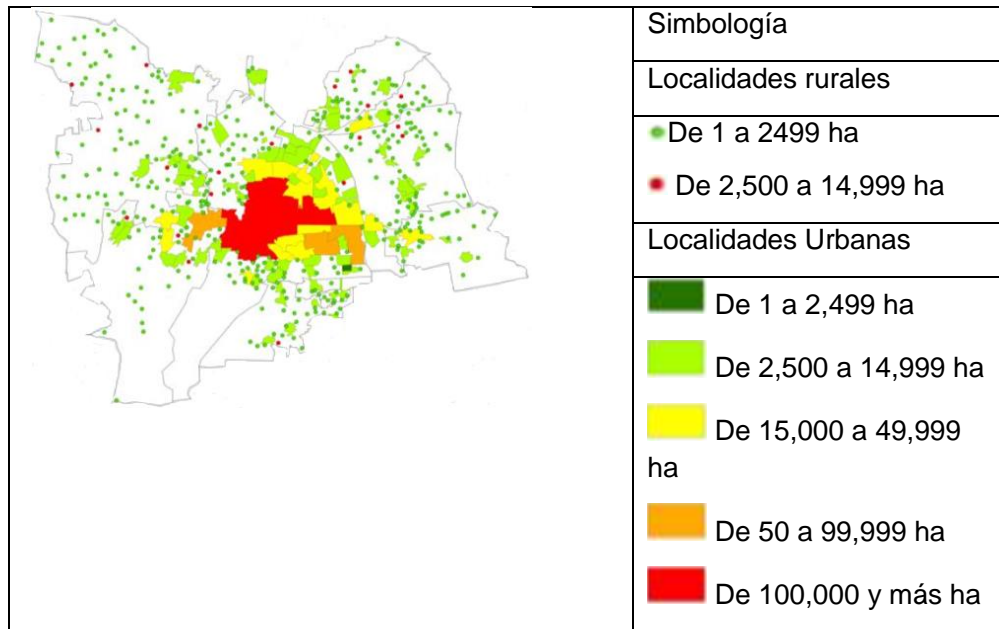 Simbología
Localidades rurales
De 1 a 2499 ha
De 2,500 a 14,999 ha
Localidades Urbanas
De 1 a 2,499 ha
De 2,500 a 14,999 ha
De 15,000 a 49,999
ha
De 50 a 99,999 ha
De 100,000 y más ha